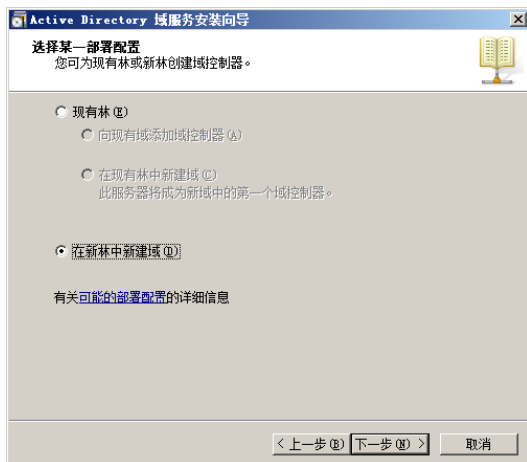 Active Directory 域服务安装向导
选择某一部署配置
您可为现有林或新林创建域控制器。
现有林(E)
向现有域添加域控制器(A)
在现有林中新建域(C)
此服务器将成为新域中的第一个域控制器。
在新林中新建域(D)
有关可能的部署配置的详细信息
< 上一步(B) 下一步(N) > 取消